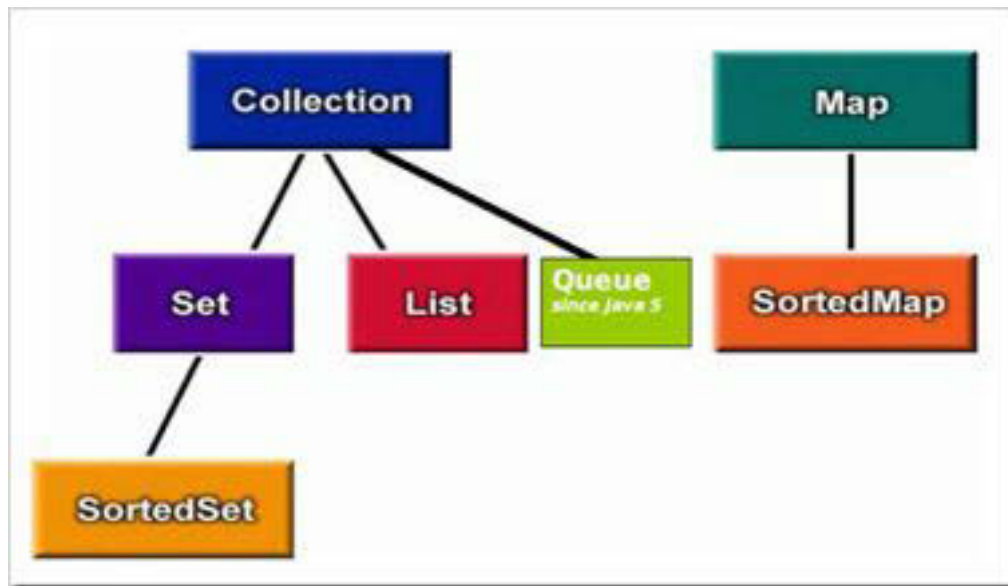 Collection
Map
Set
List
Queue
since Java 5
SortedMap
SortedSet